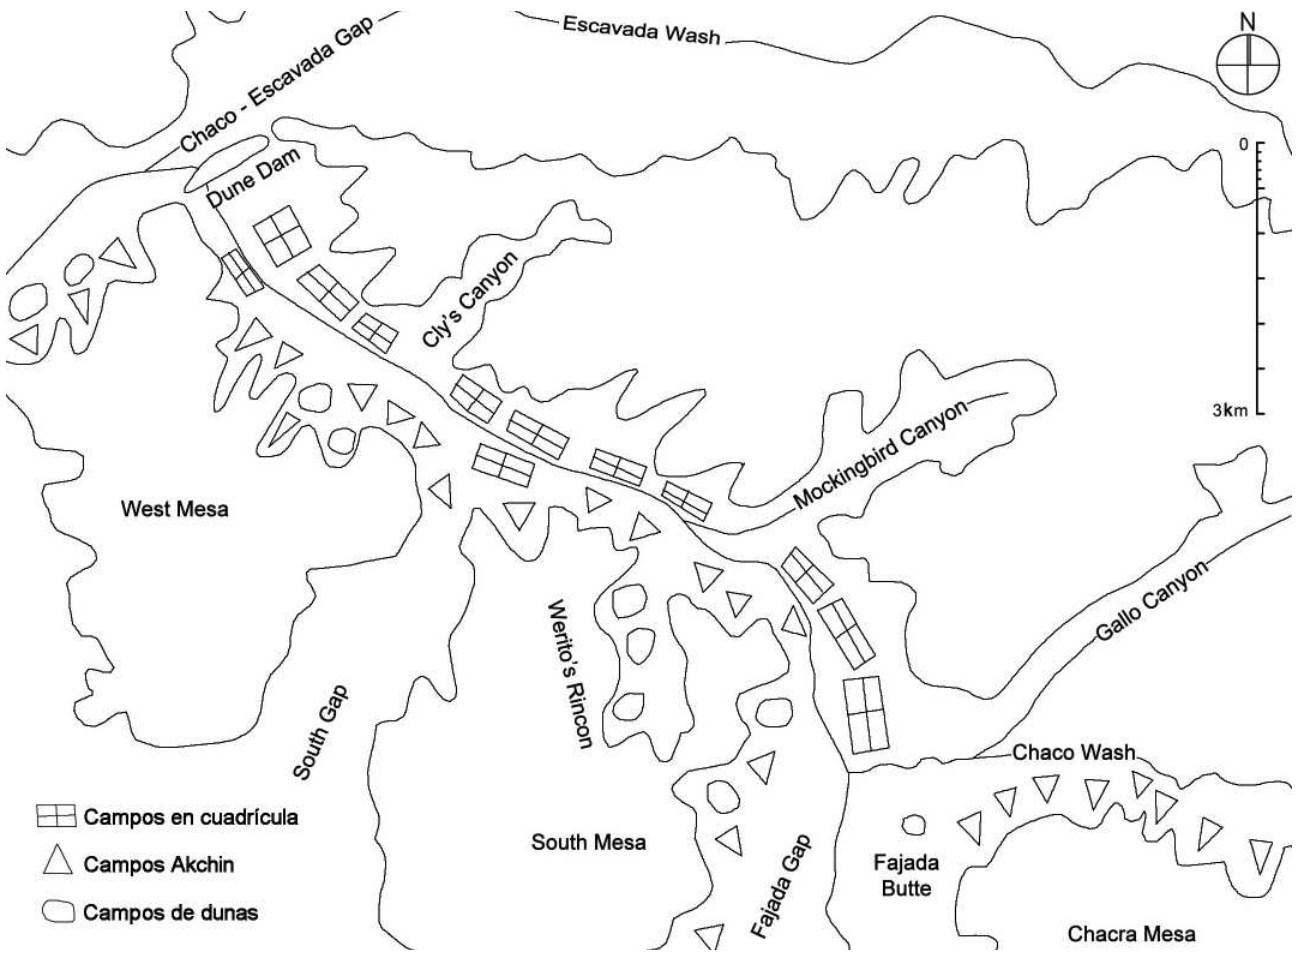 Escavada Wash
N
Chaco - Escavada Gap
0
Dune Dam
Cly's Canyon
3km
Mockingbird Canyon
West Mesa
Gallo Canyon
Werito's Rincon
South Gap
Chaco Wash
Campos en cuadrícula
South Mesa
Campos Akchin
Fajada
Butte
Fajada Gap
Campos de dunas
Chacra Mesa